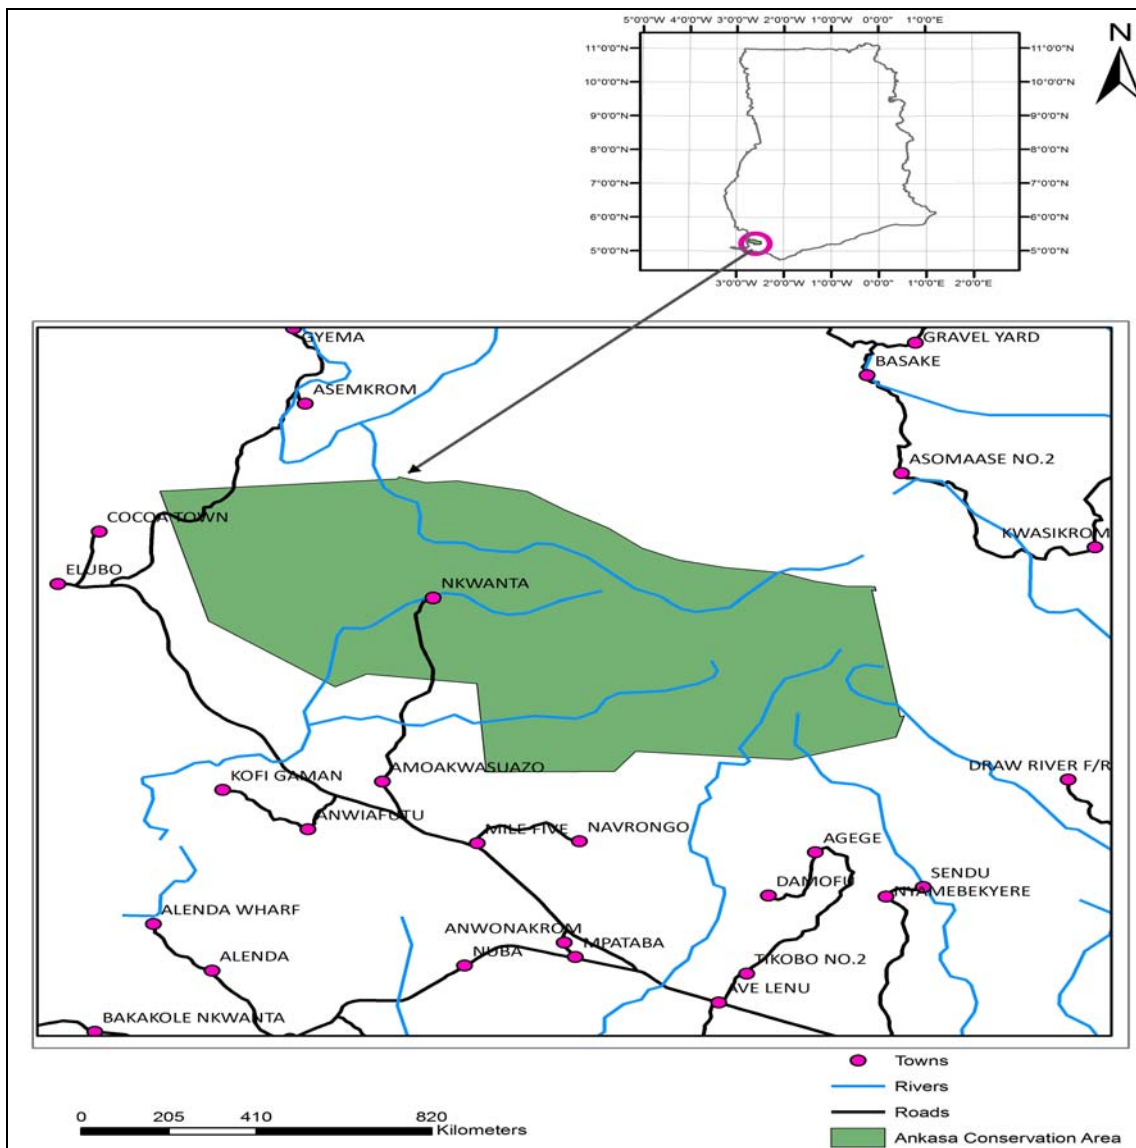 5°0'0"W 4°0'0"W 3°0'0"W 2°0'0"W 1°0'0"W 0°0'0" 1°0'0"E
N
11°0'0"N 11°0'0"N
10°0'0"N 10°0'0"N
9°0'0"N 9°0'0"N
8°0'0"N 8°0'0"N
7°0'0"N 7°0'0"N
6°0'0"N 6°0'0"N
5°0'0"N 5°0'0"N
3°0'0"W 2°0'0"W 1°0'0"W 0°0'0" 1°0'0"E 2°0'0"E
GYEMA
GRAVEL YARD
BASAKE
ASEMKROM
ASOMAASE NO.2
COCOA TOWN
KWASIKROM
ELUBO
NKWANTA
DRAW RIVER F/R
KOFI GAMAN
AMOAKWASUAZO
ANWIAFUTU
MILE FIVE
NAVRONGO
AGEGE
SENDU
DAMOFU
NYAMEBEKYERE
ALENDA WHARF
ANWONAKROM
MPATABA
NUBA
ALENDA
TIKOBO NO.2
AVE LENU
BAKAKOLE NKWANTA
Towns
Rivers
Roads
Ankasa Conservation Area
0 205 410 820
Kilometers